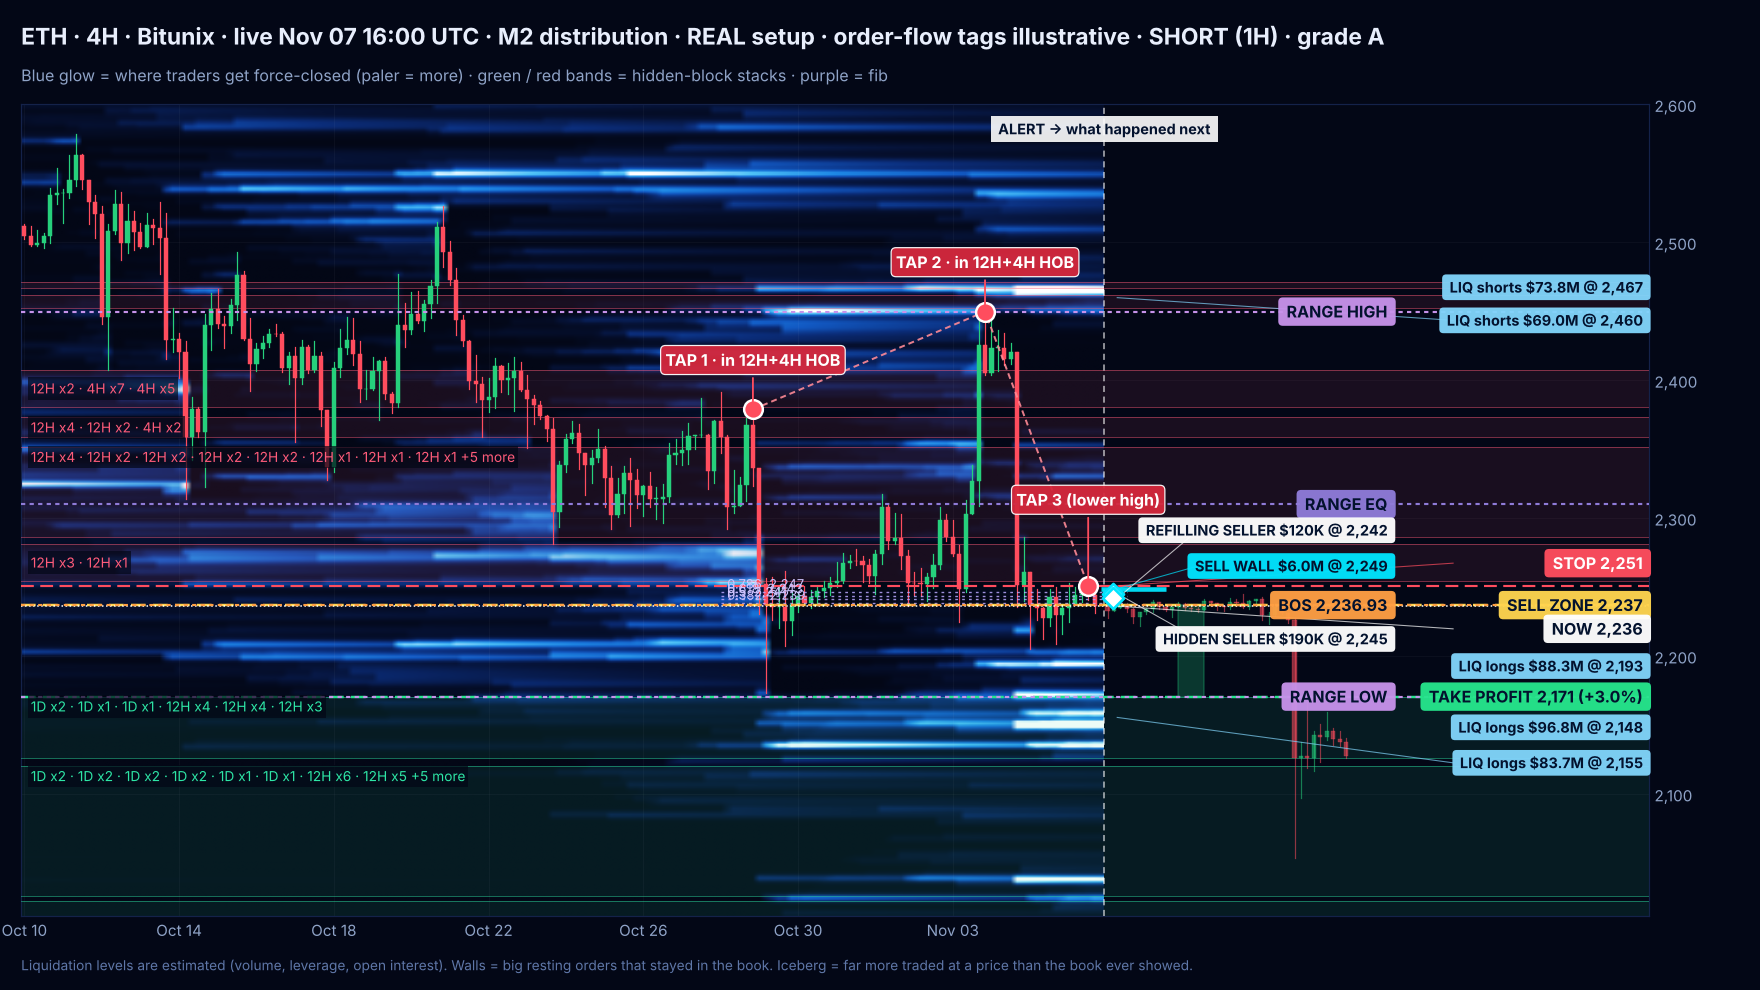 ETH · 4H · Bitunix · live Nov 07 16:00 UTC · M2 distribution · REAL setup · order-flow tags illustrative · SHORT (1H) · grade A
Blue glow = where traders get force-closed (paler = more) · green / red bands = hidden-block stacks · purple = fib
2,600
ALERT → what happened next
2,500
TAP 2 · in 12H+4H HOB
LIQ shorts $73.8M @ 2,467
RANGE HIGH
LIQ shorts $69.0M @ 2,460
TAP 1 · in 12H+4H HOB
2,400
12H x2 · 4H x7 · 4H x5
12H x4 · 12H x2 · 4H x2
12H x4 · 12H x2 · 12H x2 · 12H x2 · 12H x2 · 12H x1 · 12H x1 · 12H x1 +5 more
TAP 3 (lower high)
RANGE EQ
2,300
REFILLING SELLER $120K @ 2,242
12H x3 · 12H x1
SELL WALL $6.0M @ 2,249
STOP 2,251
BOS 2,236.93
SELL ZONE 2,237
NOW 2,236
HIDDEN SELLER $190K @ 2,245
2,200
LIQ longs $88.3M @ 2,193
RANGE LOW
TAKE PROFIT 2,171 (+3.0%)
1D x2 · 1D x1 · 1D x1 · 12H x4 · 12H x4 · 12H x3
LIQ longs $96.8M @ 2,148
LIQ longs $83.7M @ 2,155
1D x2 · 1D x2 · 1D x2 · 1D x2 · 1D x1 · 1D x1 · 12H x6 · 12H x5 +5 more
2,100
Oct 10
Oct 14
Oct 18
Oct 22
Oct 26
Oct 30
Nov 03
Liquidation levels are estimated (volume, leverage, open interest). Walls = big resting orders that stayed in the book. Iceberg = far more traded at a price than the book ever showed.